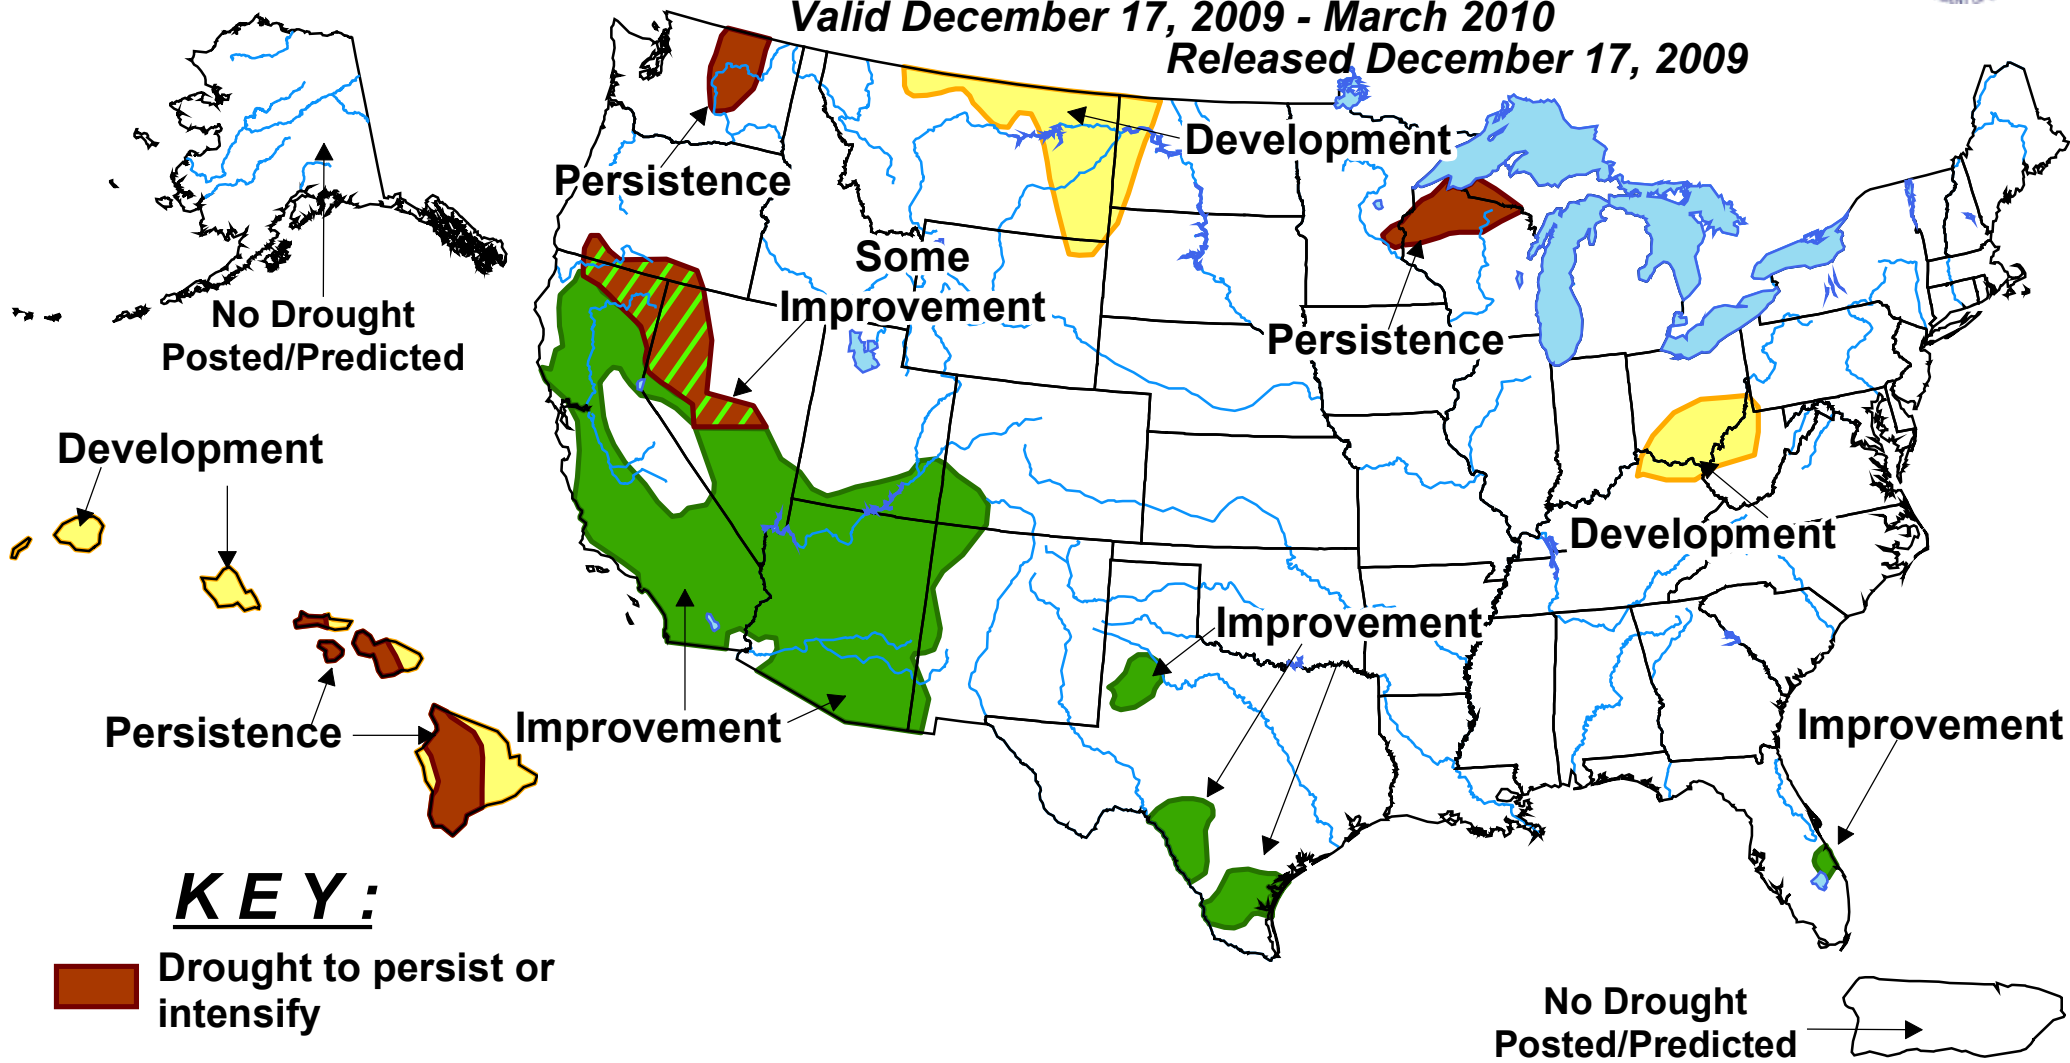 Valid December 17, 2009 - March 2010
Released December 17, 2009
Development
Persistence
Some
Improvement
No Drought
Posted/Predicted
Persistence
Development
Development
Improvement
Persistence
Improvement
Improvement
KEY:
Drought to persist or
intensify
No Drought
Posted/Predicted